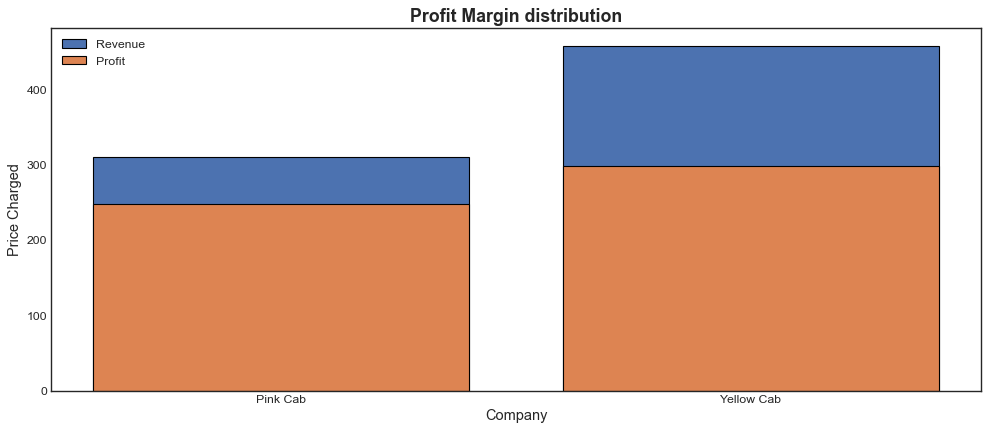 Profit Margin distribution
Revenue
Profit
400
300
200
100
0
Price Charged
Pink Cab
Yellow Cab
Company